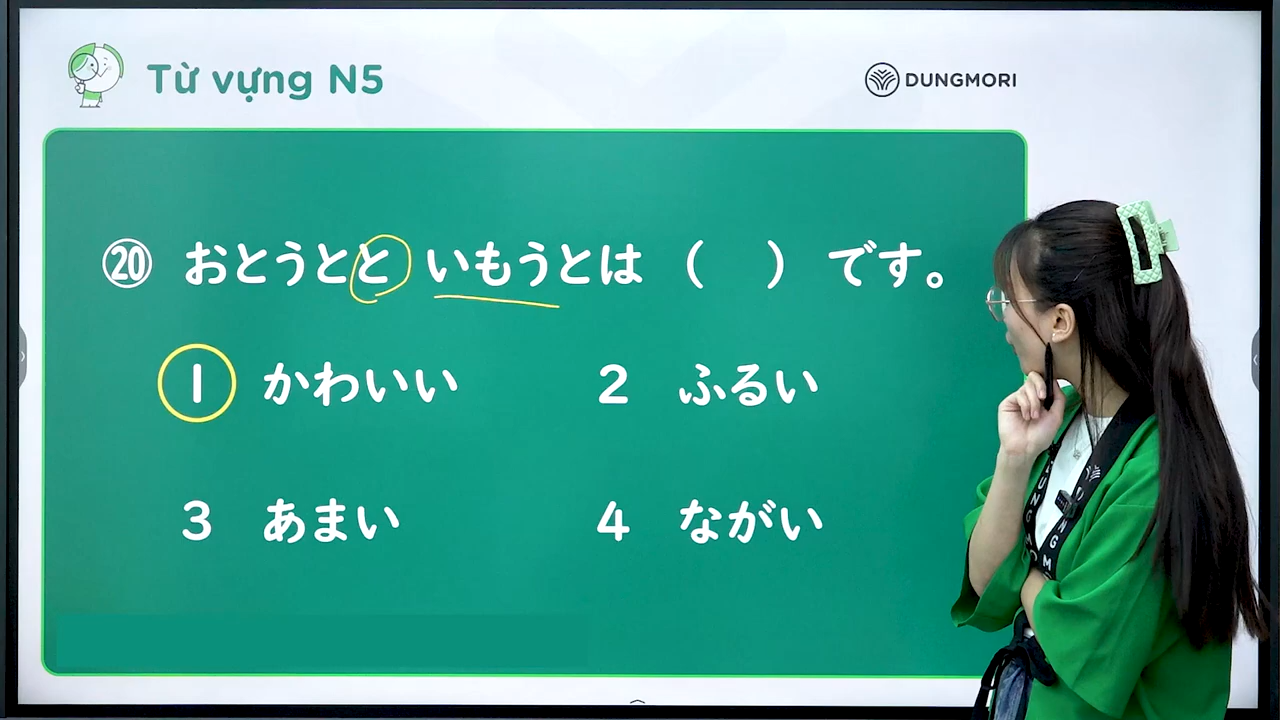 Từ vựng N5
DUNGMORI
⑳ おとうとと いもうとは （　）です。
1 かわいい
2 ふるい
3 あまい
4 ながい